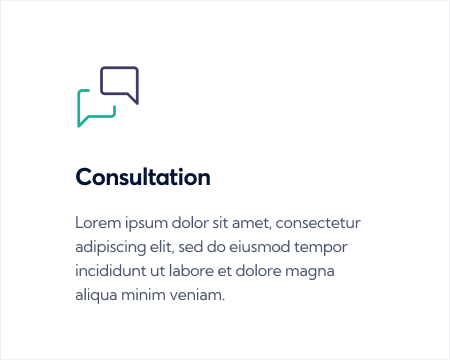 Consultation
Lorem ipsum dolor sit amet, consectetur
adipiscing elit, sed do eiusmod tempor
incididunt ut labore et dolore magna
aliqua minim veniam.